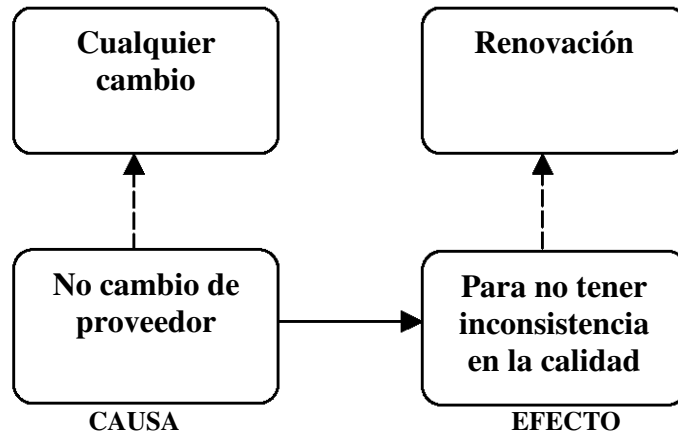 Cualquier
cambio
Renovación
No cambio de
proveedor
Para no tener
inconsistencia
en la calidad
CAUSA
EFECTO